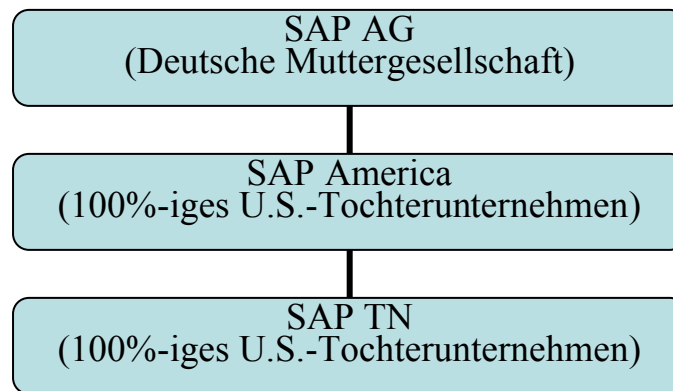 SAP AG
(Deutsche Muttergesellschaft)
SAP America
(100%-iges U.S.-Tochterunternehmen)
SAP TN
(100%-iges U.S.-Tochterunternehmen)